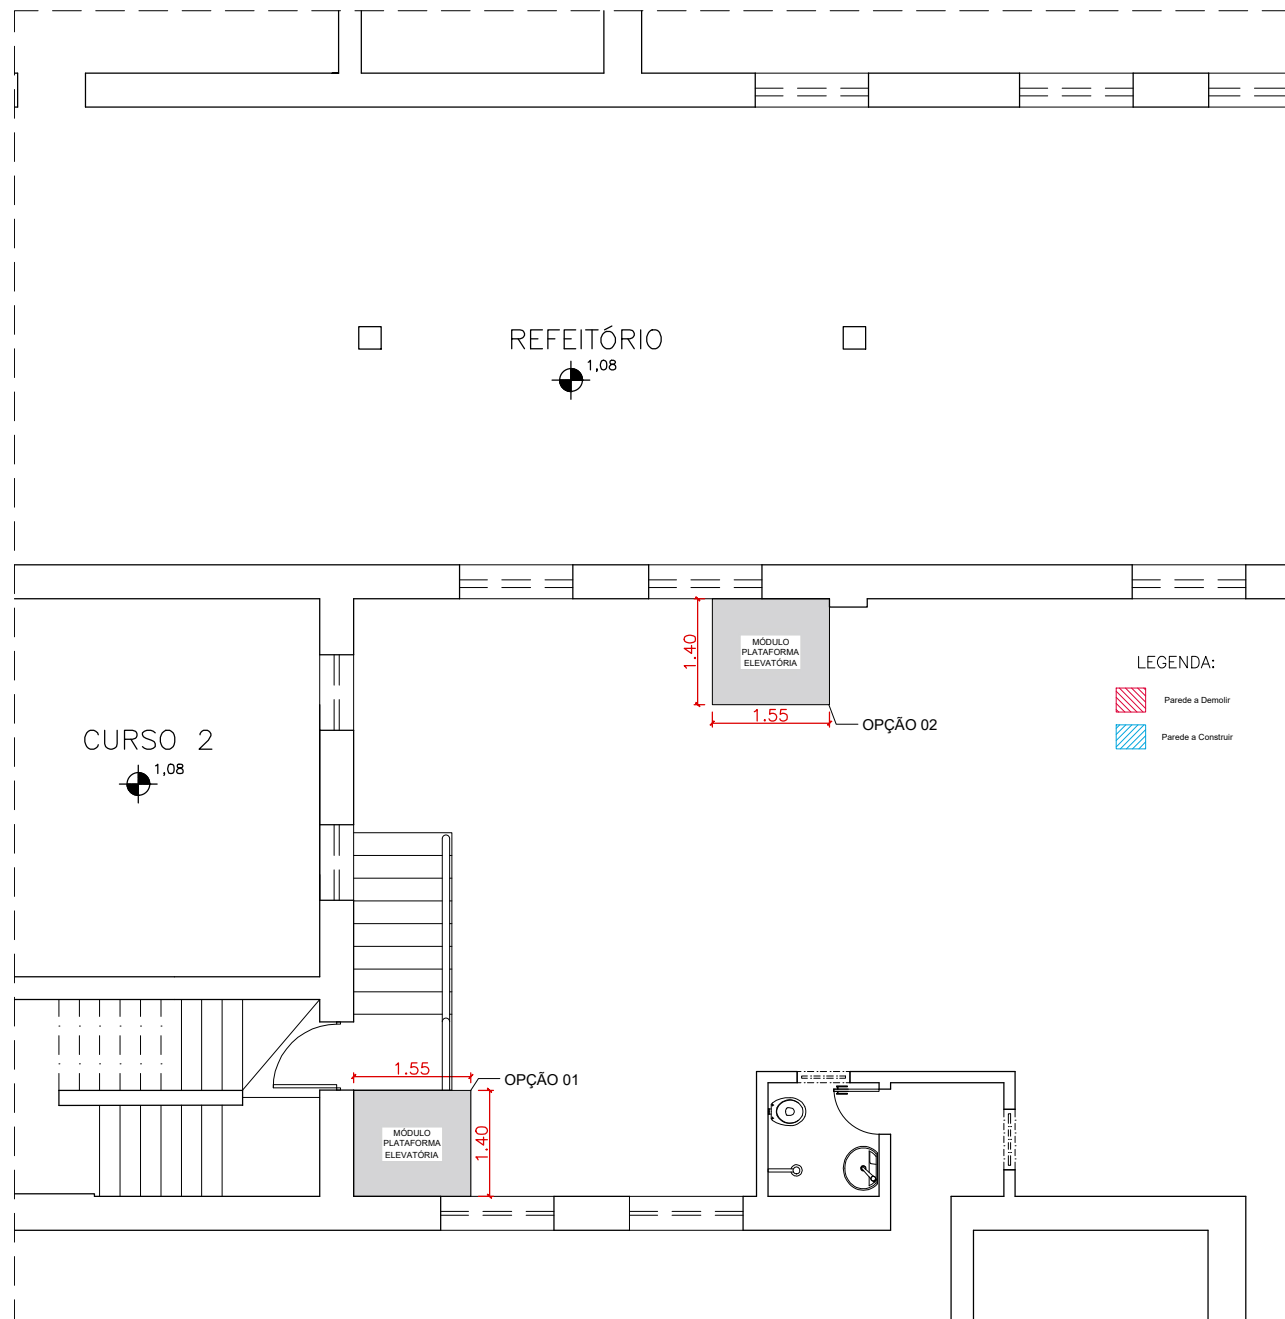 REFEITÓRIO
1,08
MÓDULO
PLATAFORMA
ELEVATÓRIA
1.40
1.55
OPÇÃO 02
LEGENDA:
Parede a Demolir
Parede a Construir
CURSO 2
1,08
1.55
OPÇÃO 01
MÓDULO
PLATAFORMA
ELEVATÓRIA
1.40